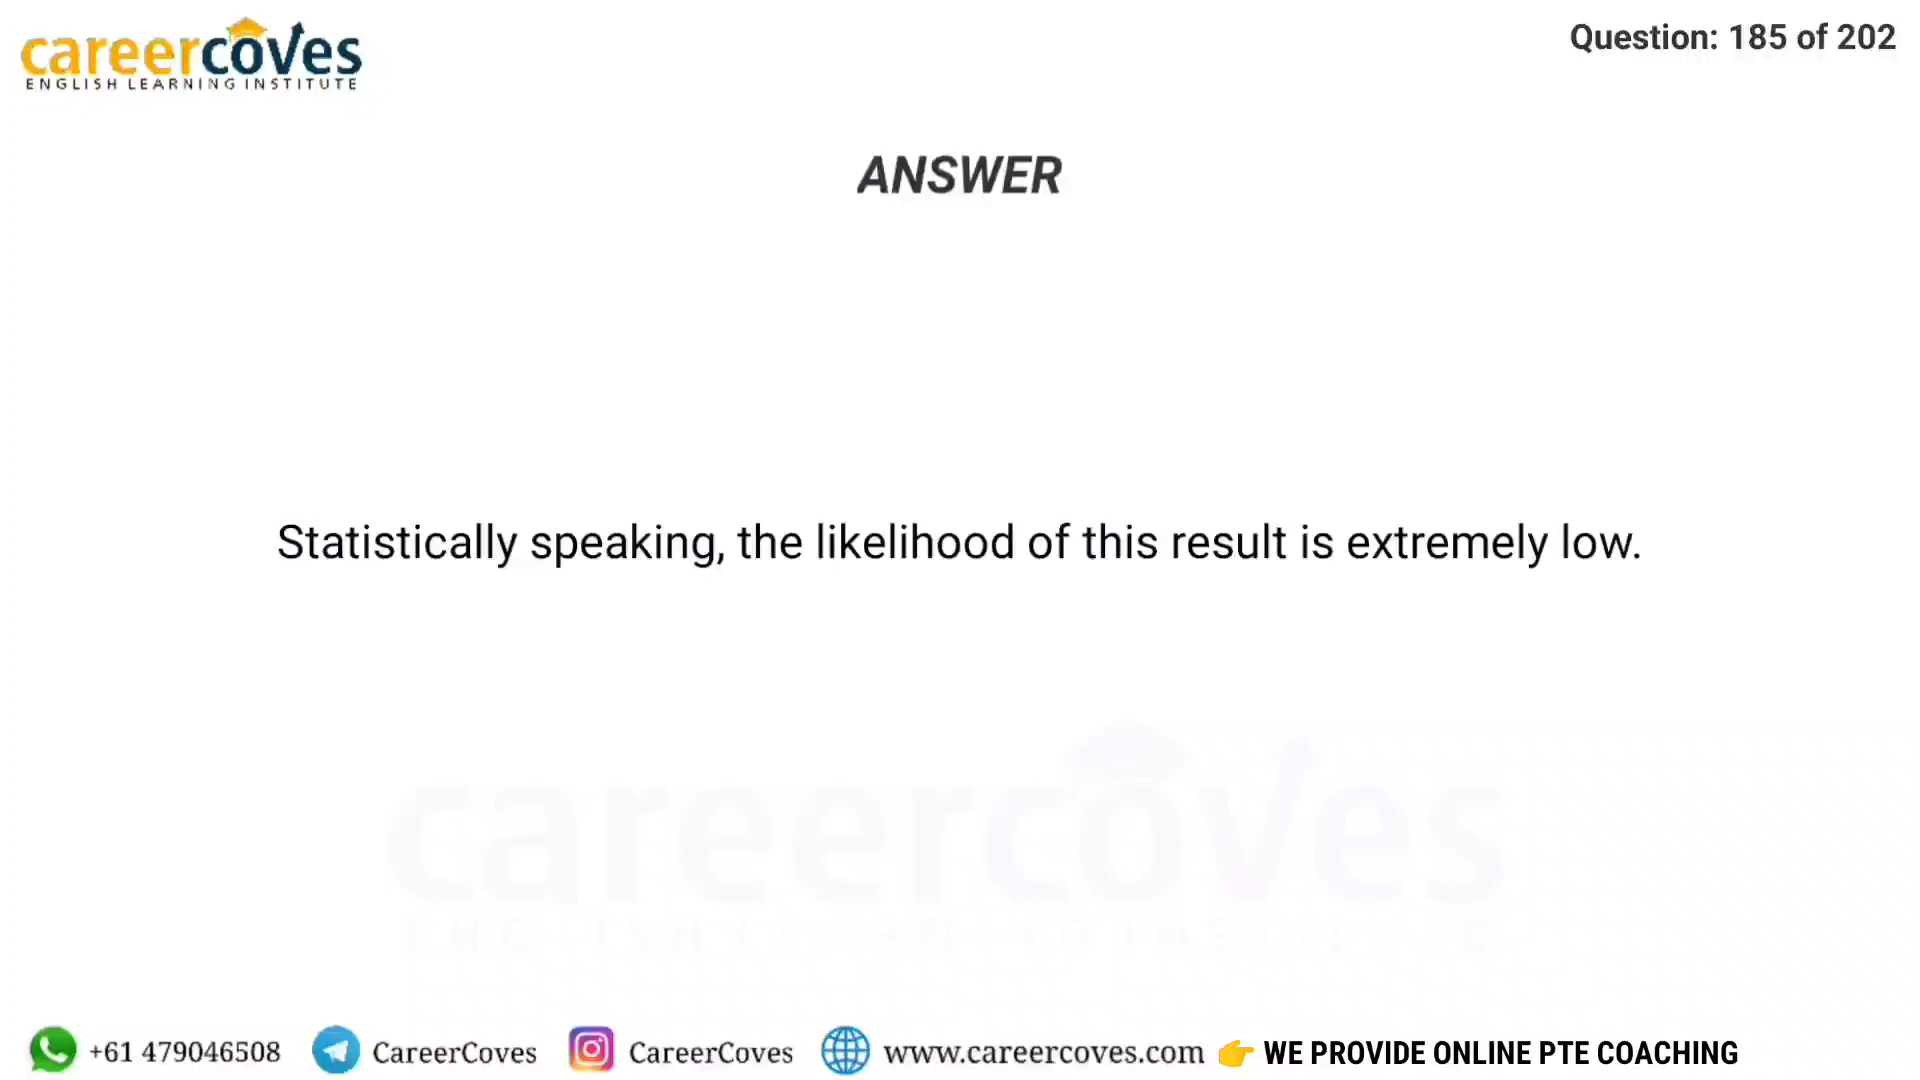 careercoves
ENGLISH LEARNING INSTITUTE
Question: 185 of 202
ANSWER
Statistically speaking, the likelihood of this result is extremely low.
careercoves
+61 479046508 CareerCoves CareerCoves www.careercoves.com 👉 WE PROVIDE ONLINE PTE COACHING